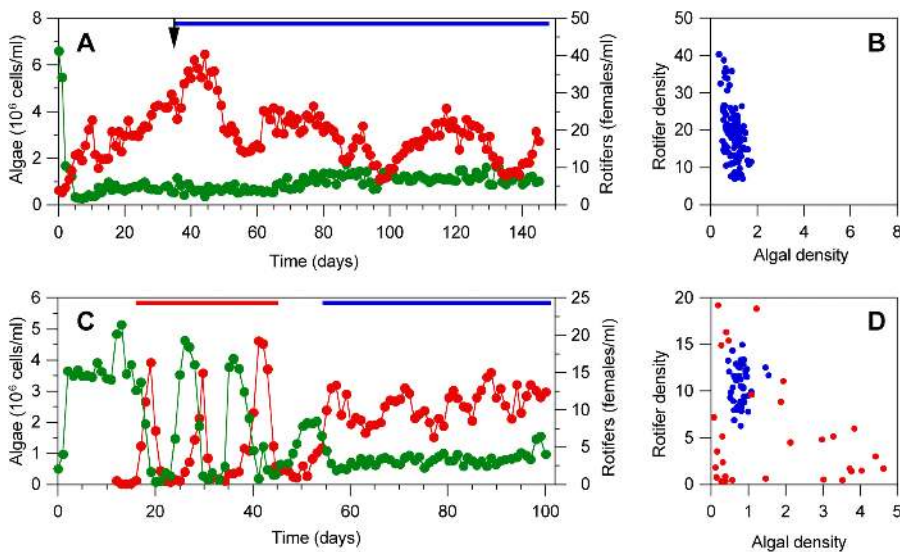 A
Algae (10⁶ cells/ml)
8
6
4
2
0
50
40
30
20
10
0
Rotifers (females/ml)
0 20 40 60 80 100 120 140
Time (days)
B
Rotifer density
50
40
30
20
10
0
0 2 4 6 8
Algal density
C
Algae (10⁶ cells/ml)
6
5
4
3
2
1
0
25
20
15
10
5
0
Rotifers (females/ml)
0 20 40 60 80 100
Time (days)
D
Rotifer density
20
15
10
5
0
0 1 2 3 4 5
Algal density